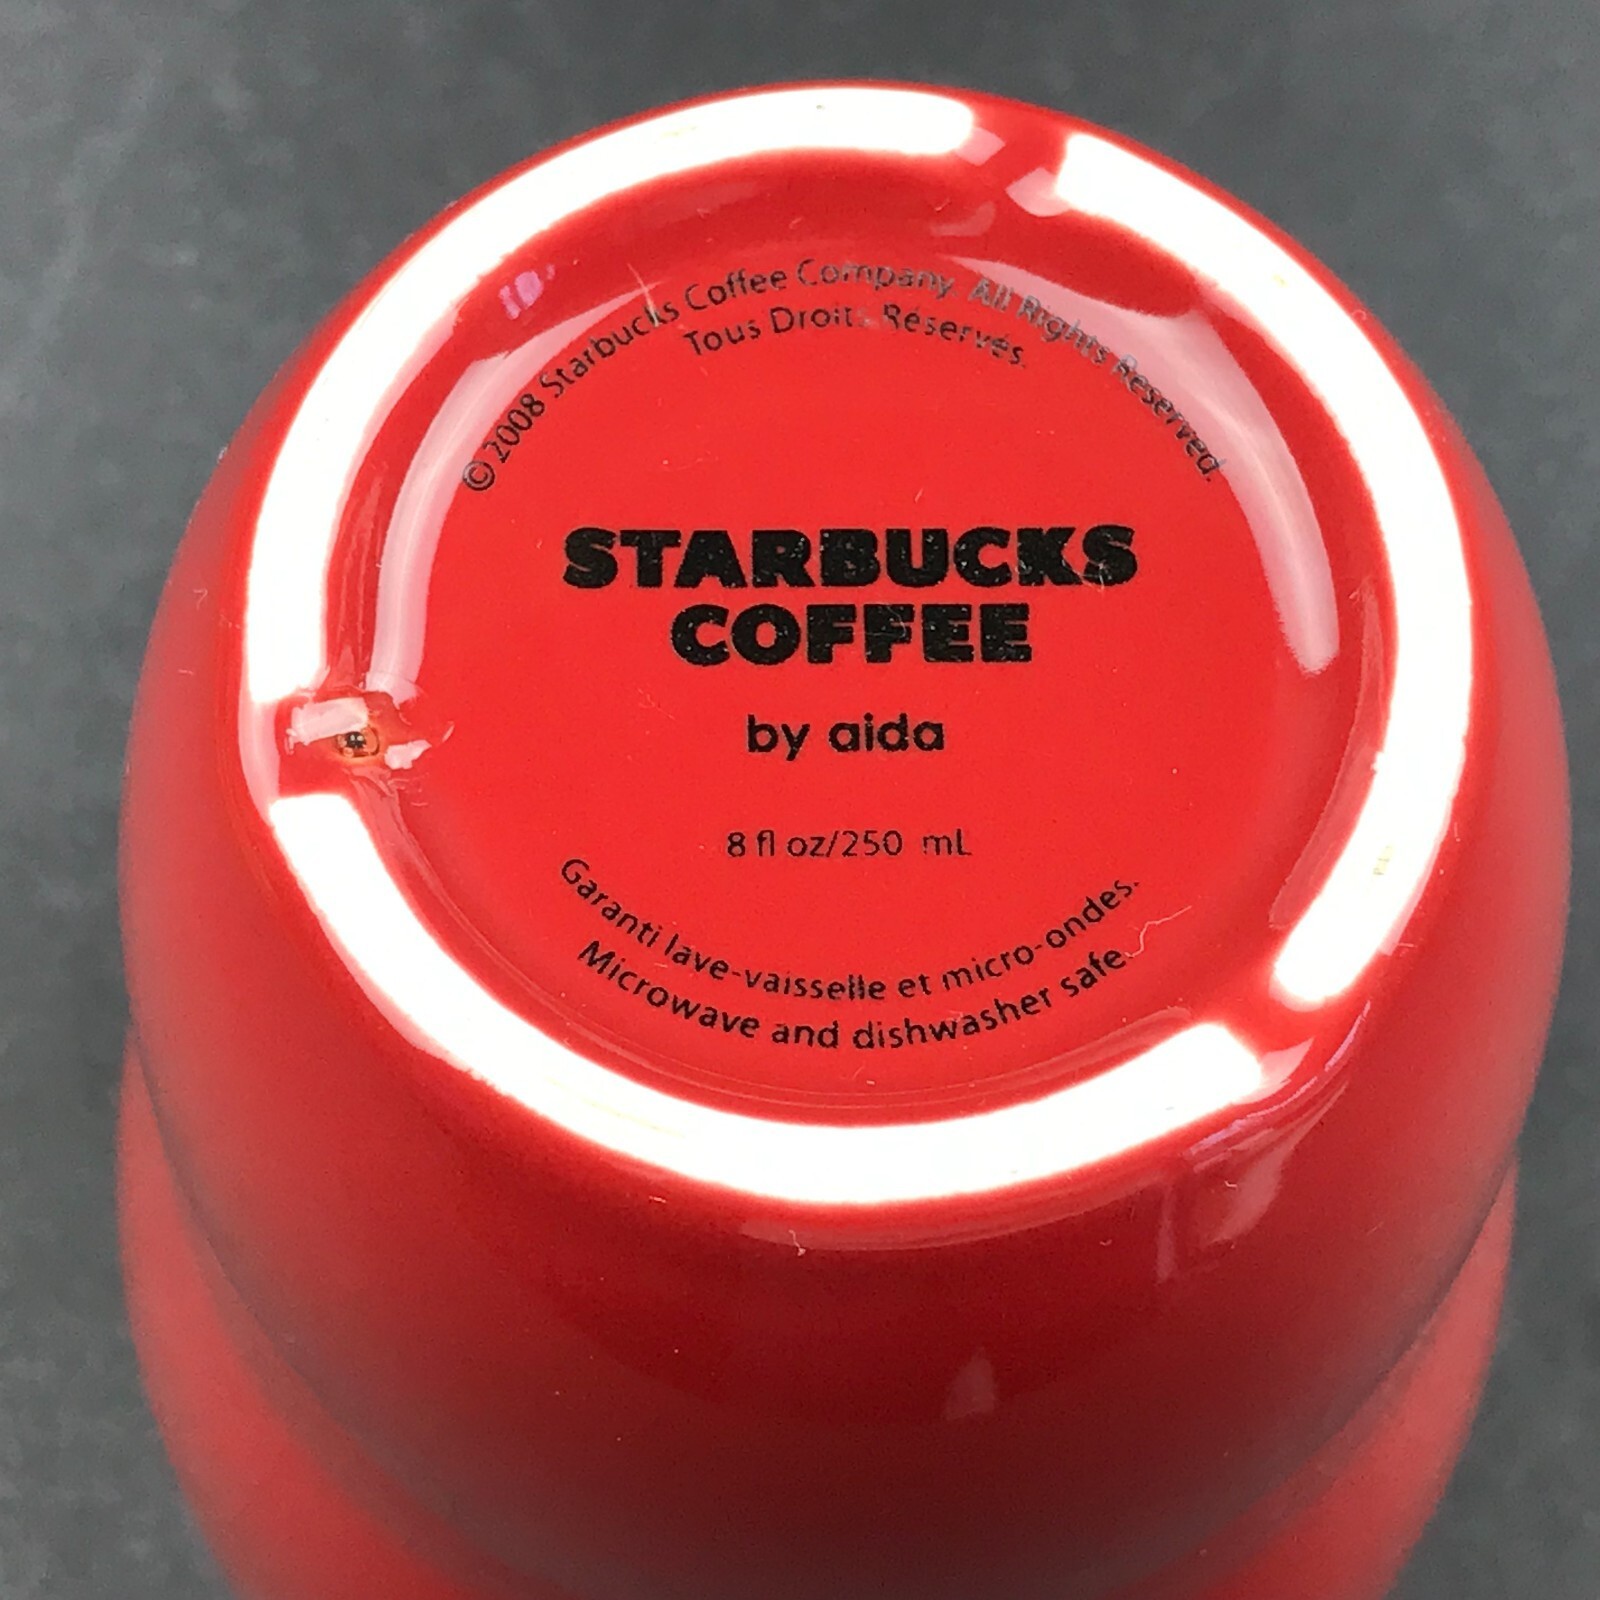 © 2008 Starbucks Coffee Company. All Rights Reserved.
Tous Droits Réservés.
STARBUCKS
COFFEE
by aida
8 fl oz/250 mL
Garanti lave-vaisselle et micro-ondes.
Microwave and dishwasher safe.